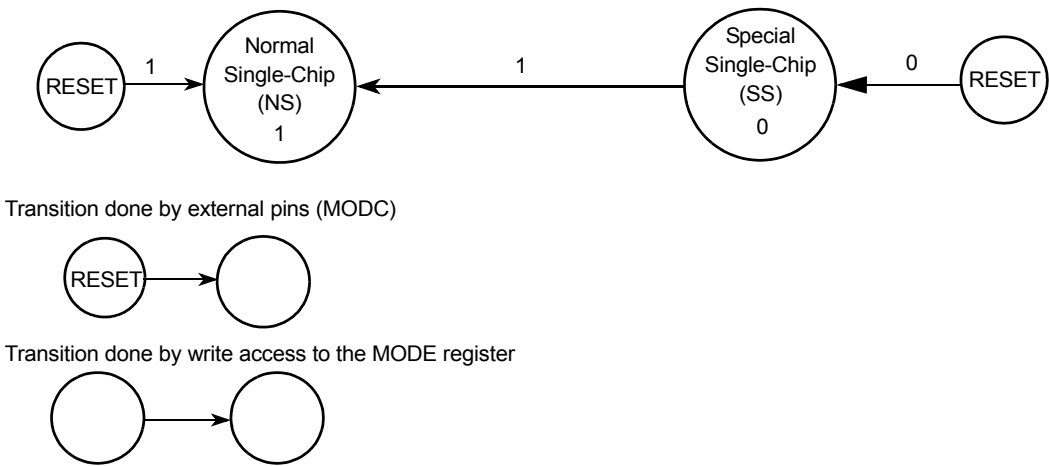 RESET
1
Normal
Single-Chip
(NS)
1
1
Special
Single-Chip
(SS)
0
0
RESET
Transition done by external pins (MODC)
RESET
Transition done by write access to the MODE register